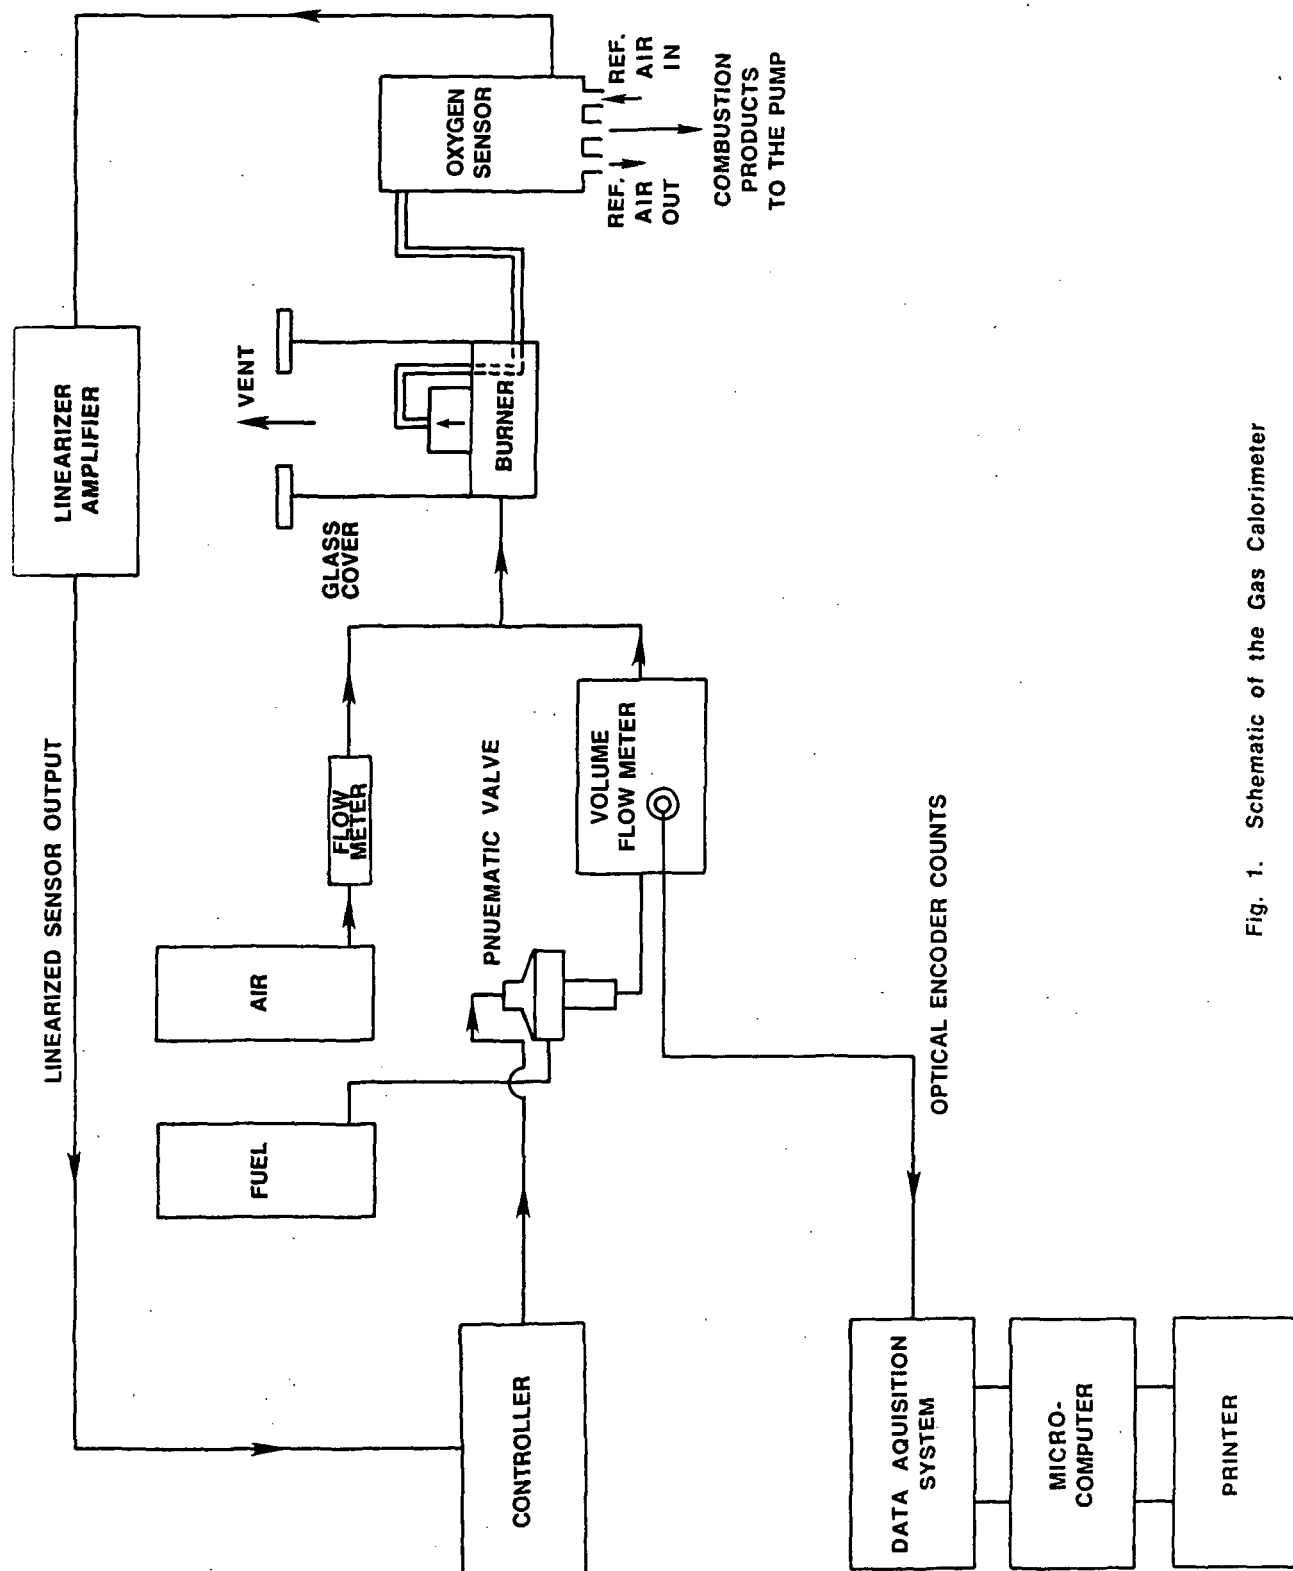 LINEARIZED SENSOR OUTPUT
LINEARIZER
AMPLIFIER
FUEL
AIR
FLOW
METER
GLASS
COVER
VENT
BURNER
OXYGEN
SENSOR
REF.
AIR
OUT
REF.
AIR
IN
COMBUSTION
PRODUCTS
TO THE PUMP
CONTROLLER
PNUEMATIC VALVE
VOLUME
FLOW METER
OPTICAL ENCODER COUNTS
DATA AQUISITION
SYSTEM
MICRO-
COMPUTER
PRINTER
Fig. 1. Schematic of the Gas Calorimeter